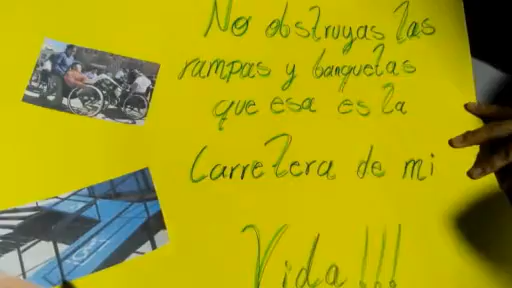 No obstruyas las
rampas y banquetas
que esa es la
Carretera de mi
Vida!!!